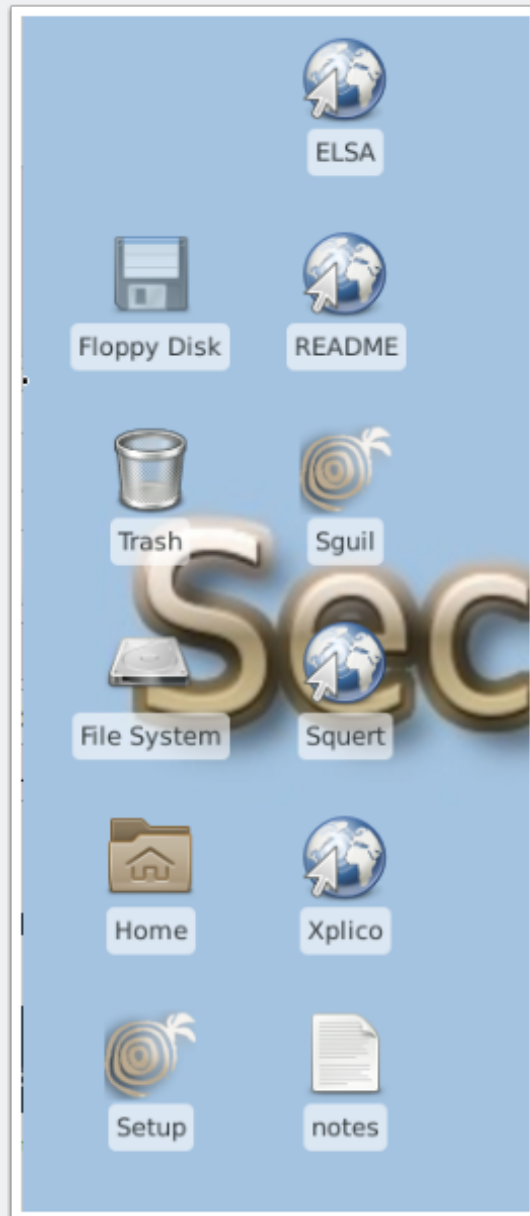 ELSA
Floppy Disk
README
Trash
Sguil
Sec
File System
Squert
Home
Xplico
Setup
notes